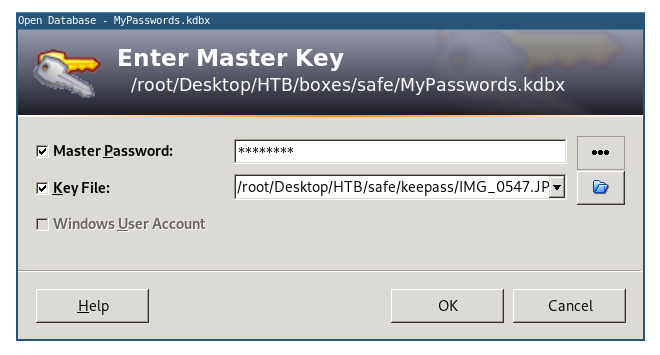 Open Database - MyPasswords.kdbx
Enter Master Key
/root/Desktop/HTB/boxes/safe/MyPasswords.kdbx
Master Password:
********
•••
Key File:
/root/Desktop/HTB/safe/keepass/IMG_0547.JP
Windows User Account
Help
OK
Cancel